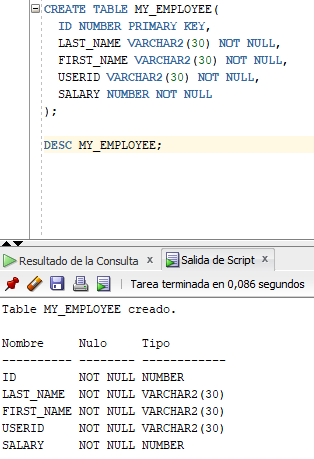 CREATE TABLE MY_EMPLOYEE(
ID NUMBER PRIMARY KEY,
LAST_NAME VARCHAR2(30) NOT NULL,
FIRST_NAME VARCHAR2(30) NOT NULL,
USERID VARCHAR2(30) NOT NULL,
SALARY NUMBER NOT NULL
);
DESC MY_EMPLOYEE;
Resultado de la Consulta x Salida de Script x
Tarea terminada en 0,086 segundos
Table MY_EMPLOYEE creado.
Nombre Nulo Tipo
---------- -------- ------------
ID NOT NULL NUMBER
LAST_NAME NOT NULL VARCHAR2(30)
FIRST_NAME NOT NULL VARCHAR2(30)
USERID NOT NULL VARCHAR2(30)
SALARY NOT NULL NUMBER